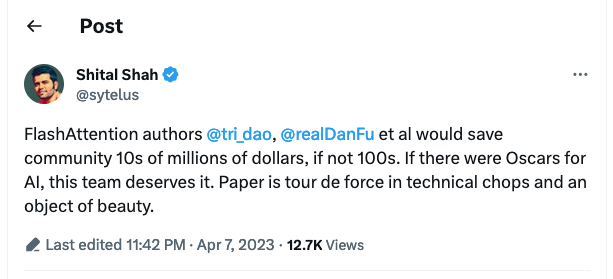 Post
Shital Shah
@sytelus
FlashAttention authors @tri_dao, @realDanFu et al would save
community 10s of millions of dollars, if not 100s. If there were Oscars for
AI, this team deserves it. Paper is tour de force in technical chops and an
object of beauty.
Last edited 11:42 PM · Apr 7, 2023 · 12.7K Views